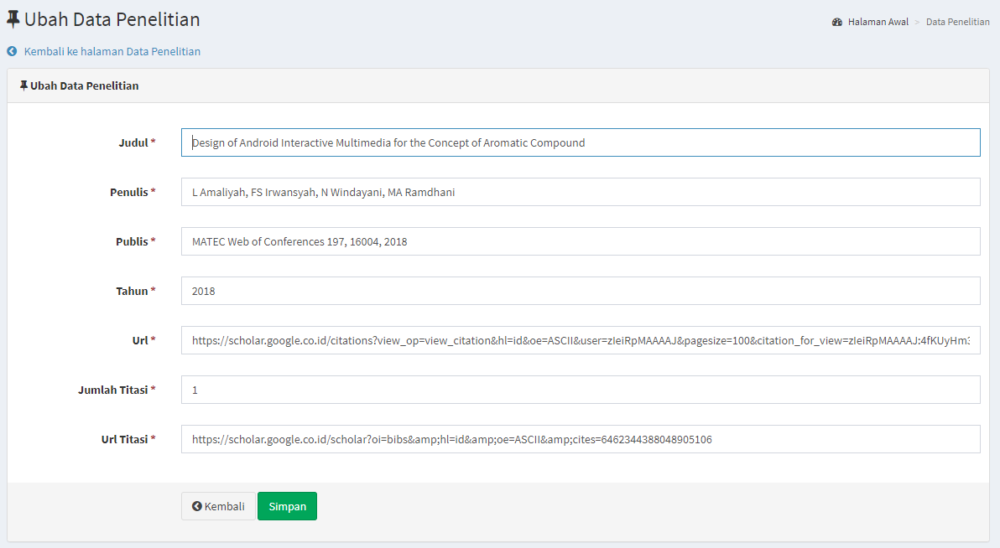 Ubah Data Penelitian
Halaman Awal > Data Penelitian
Kembali ke halaman Data Penelitian
Ubah Data Penelitian
Judul * Design of Android Interactive Multimedia for the Concept of Aromatic Compound
Penulis * L Amaliyah, FS Irwansyah, N Windayani, MA Ramdhani
Publis * MATEC Web of Conferences 197, 16004, 2018
Tahun * 2018
Url * https://scholar.google.co.id/citations?view_op=view_citation&hl=id&oe=ASCII&user=zIeiRpMAAAAJ&pagesize=100&citation_for_view=zIeiRpMAAAAJ:4fKUyHm3
Jumlah Titasi * 1
Url Titasi * https://scholar.google.co.id/scholar?oi=bibs&amp;hl=id&amp;oe=ASCII&amp;cites=6462344388048905106
Kembali Simpan